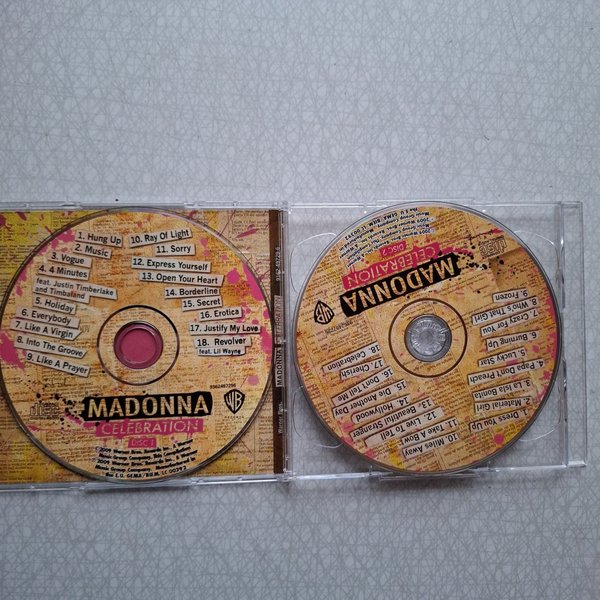 1. Hung Up
2. Music
3. Vogue
4. 4 Minutes
feat. Justin Timberlake
and Timbaland
5. Holiday
6. Everybody
7. Like A Virgin
8. Into The Groove
9. Like A Prayer
10. Ray Of Light
11. Sorry
12. Express Yourself
13. Open Your Heart
14. Borderline
15. Secret
16. Erotica
17. Justify My Love
18. Revolver
feat. Lil Wayne
9362497296
MADONNA
CELEBRATION
DISC 1
WB
MADONNA
CELEBRATION
DISC 2
WB
1. Dress You Up
2. Material Girl
3. La Isla Bonita
4. Papa Don't Preach
5. Lucky Star
6. Burning Up
7. Crazy For You
8. Who's That Girl
9. Frozen
10. Miles Away
11. Take A Bow
12. Live To Tell
13. Beautiful Stranger
14. Hollywood
15. Die Another Day
16. Don't Tell Me
17. Cherish
18. Celebration